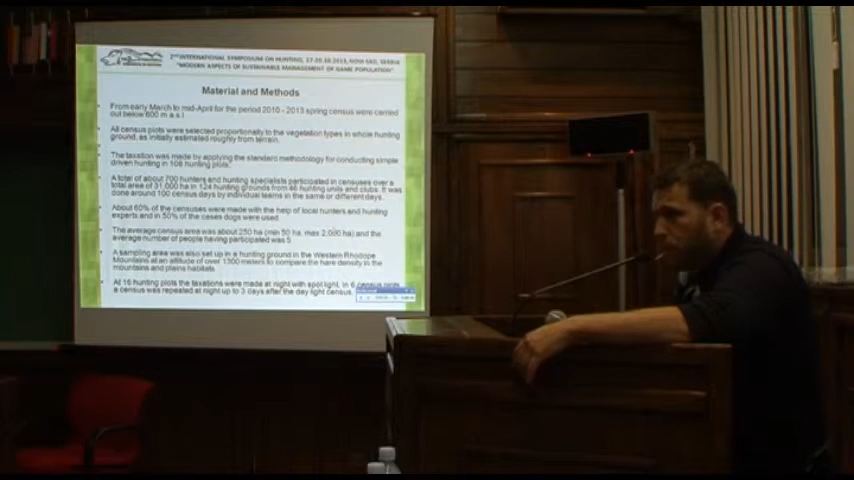 2nd INTERNATIONAL SYMPOSIUM ON HUNTING, 17-20.10.2013, NOVI SAD, SERBIA
"MODERN ASPECTS OF SUSTAINABLE MANAGEMENT OF GAME POPULATION"
Material and Methods
From early March to mid-April for the period 2010 - 2013 spring census were carried
out below 600 m a.s.l
All census plots were selected proportionally to the vegetation types in whole hunting
ground, as initially estimated roughly from terrain.
The taxation was made by applying the standard methodology for conducting simple
driven hunting in 108 hunting plots.
A total of about 700 hunters and hunting specialists participated in censuses over a
total area of 31,000 ha in 124 hunting grounds from 46 hunting units and clubs. It was
done around 100 census days by individual teams in the same or different days.
About 60% of the censuses were made with the help of local hunters and hunting
experts and in 50% of the cases dogs were used.
The average census area was about 250 ha (min 50 ha, max 2,000 ha) and the
average number of people having participated was 5
A sampling area was also set up in a hunting ground in the Western Rhodope
Mountains at an altitude of over 1300 meters to compare the hare density in the
mountains and plains habitats
At 16 hunting plots the taxations were made at night with spot light, in 6 census plots
a census was repeated at night up to 3 days after the day light census.